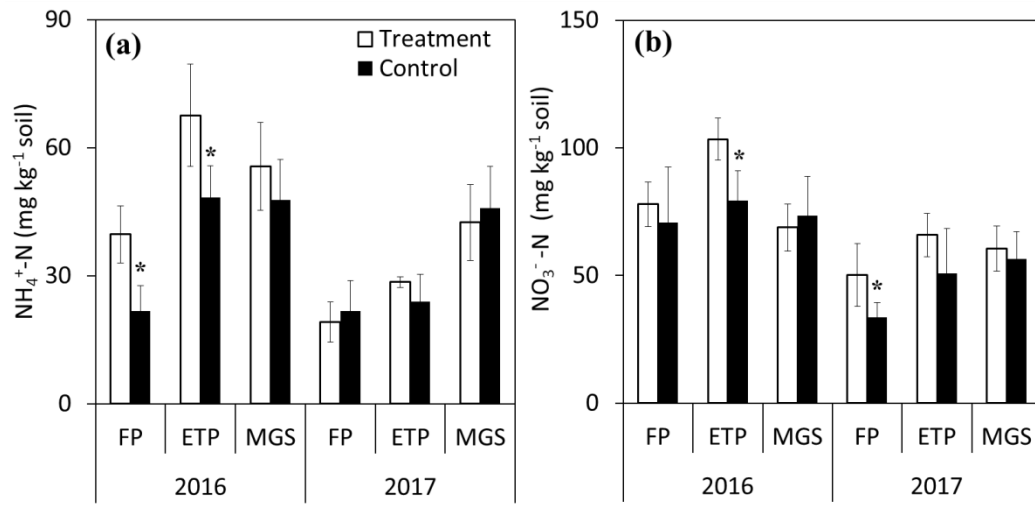 (a)
Treatment
Control
NH₄⁺-N (mg kg⁻¹ soil)
90
60
30
0
*
*
FP ETP MGS FP ETP MGS
2016 2017
(b)
NO₃⁻-N (mg kg⁻¹ soil)
150
100
50
0
*
*
FP ETP MGS FP ETP MGS
2016 2017